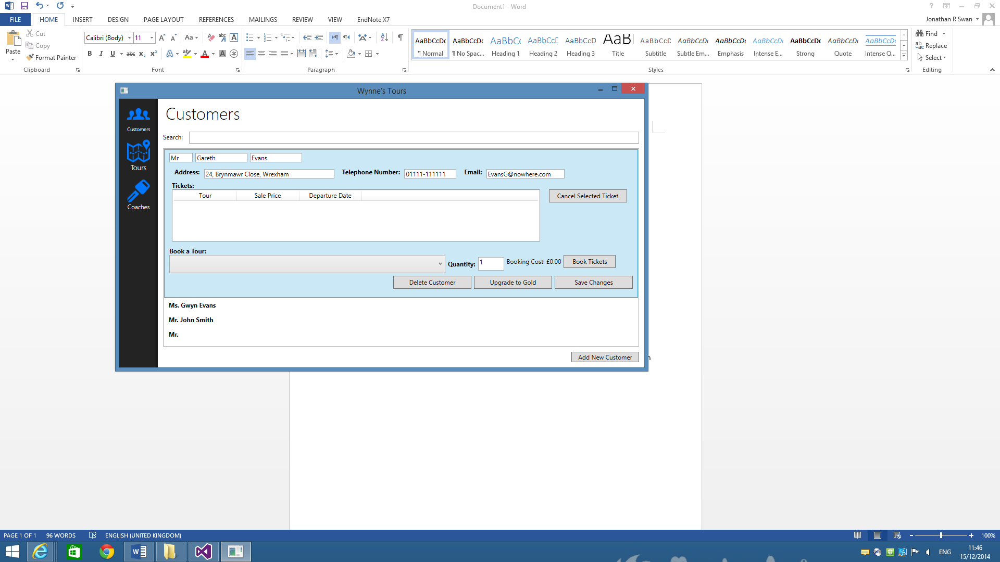 Document1 - Word
FILE HOME INSERT DESIGN PAGE LAYOUT REFERENCES MAILINGS REVIEW VIEW EndNote X7 Jonathan R Swan
Paste Cut
Copy
Format Painter
Calibri (Body) 11
AaBbCcDc AaBbCcDc AaBbCc AaBbCcD AaBbCcD AaBl AaBbCcD AaBbCcDc AaBbCcDc AaBbCcDc AaBbCcDc AaBbCcDc AaBbCcDc
¶ Normal ¶ No Spac... Heading 1 Heading 2 Heading 3 Title Subtitle Subtle Em... Emphasis Intense E... Strong Quote Intense Q...
Find
Replace
Select
Clipboard Font Paragraph Styles Editing
Wynne's Tours
Customers
Tours
Coaches
Customers
Search:
Mr Gareth Evans
Address: 24, Brynmawr Close, Wrexham Telephone Number: 01111-111111 Email: EvansG@nowhere.com
Tickets:
Tour Sale Price Departure Date
Cancel Selected Ticket
Book a Tour:
Quantity: 1 Booking Cost: £0.00 Book Tickets
Delete Customer Upgrade to Gold Save Changes
Ms. Gwyn Evans
Mr. John Smith
Mr.
Add New Customer
PAGE 1 OF 1 96 WORDS ENGLISH (UNITED KINGDOM) 100%
ENG 11:46
15/12/2014